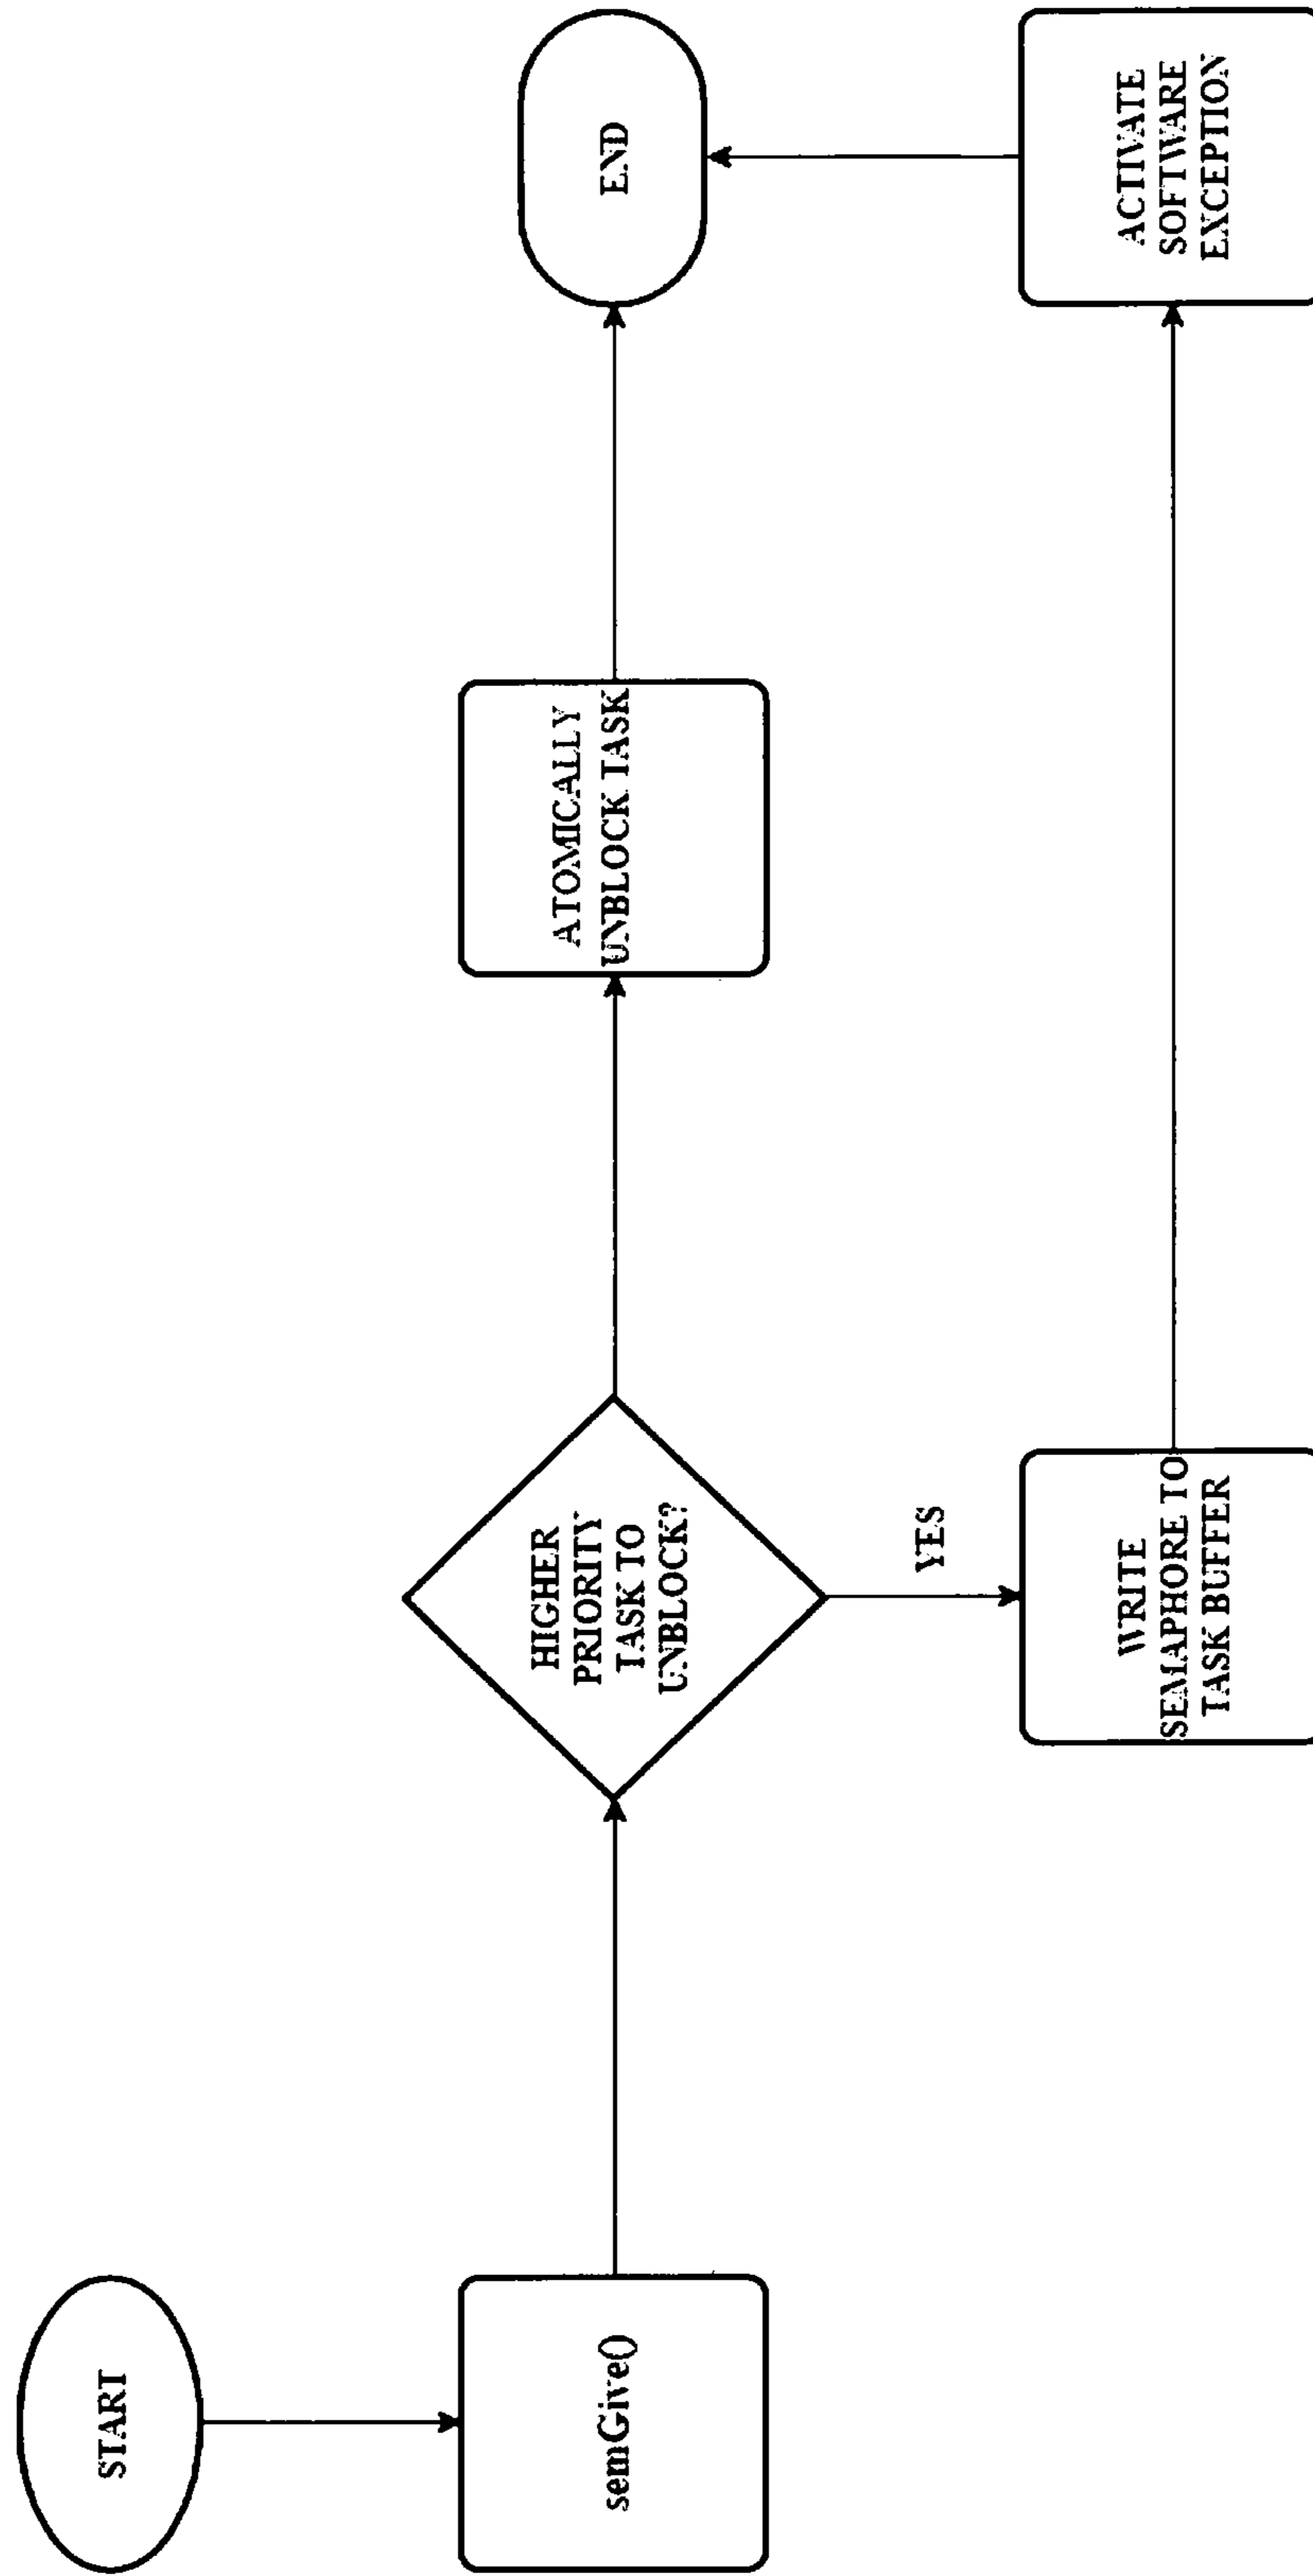 START
semGive()
HIGHER
PRIORITY
TASK TO
UNBLOCK?
YES
WRITE
SEMAPHORE TO
TASK BUFFER
ATOMICALLY
UNBLOCK TASK
END
ACTIVATE
SOFTWARE
EXCEPTION